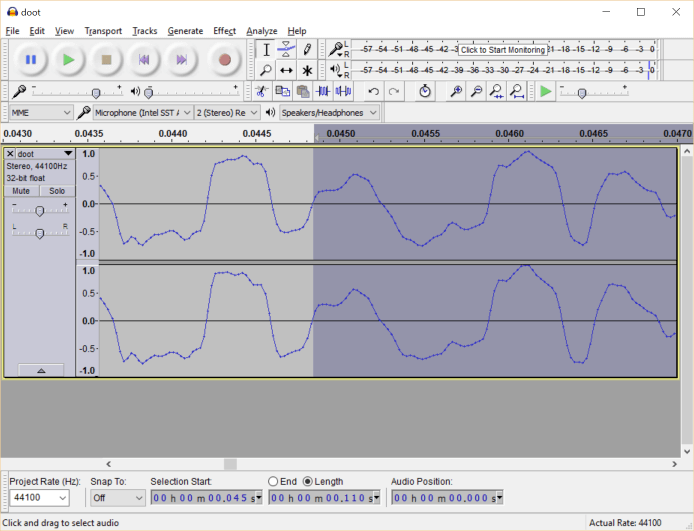 doot
File Edit View Transport Tracks Generate Effect Analyze Help
L -57 -54 -51 -48 -45 -42 -3 Click to Start Monitoring 21 -18 -15 -12 -9 -6 -3 0
R
L -57 -54 -51 -48 -45 -42 -39 -36 -33 -30 -27 -24 -21 -18 -15 -12 -9 -6 -3 0
R
MME Microphone (Intel SST / 2 (Stereo) Re Speakers/Headphones
0.0430 0.0435 0.0440 0.0445 0.0450 0.0455 0.0460 0.0465 0.0470
doot
Stereo, 44100Hz
32-bit float
Mute Solo
- +
L R
1.0
0.5-
0.0-
-0.5-
-1.0
1.0
0.5-
0.0-
-0.5-
-1.0
Project Rate (Hz): Snap To: Selection Start: End Length Audio Position:
44100 Off 00 h 00 m 00.045 s 00 h 00 m 00.110 s 00 h 00 m 00.000 s
Click and drag to select audio Actual Rate: 44100